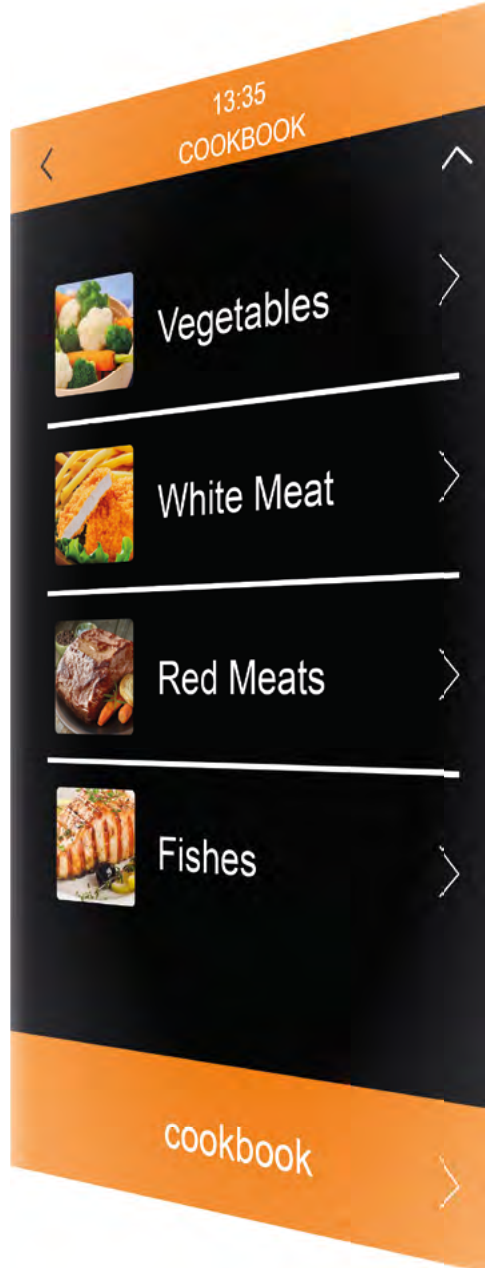 13:35
COOKBOOK
Vegetables
White Meat
Red Meats
Fishes
cookbook